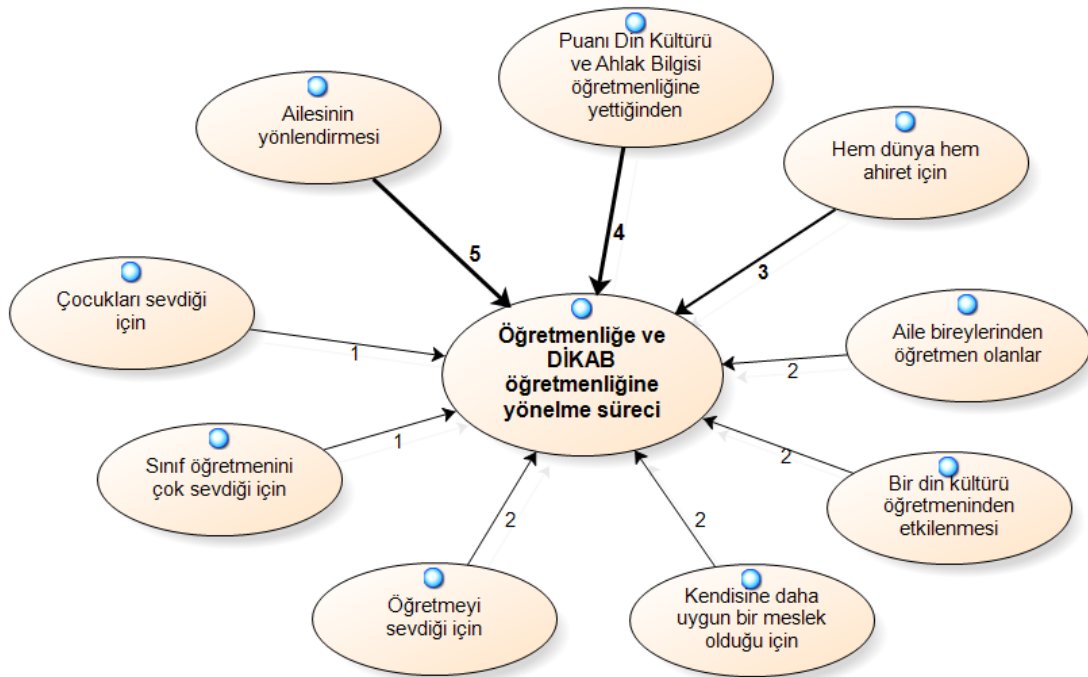 Puanı Din Kültürü
ve Ahlak Bilgisi
öğretmenliğine
yettiğinden
Ailesinin
yönlendirmesi
Hem dünya hem
ahiret için
5
4
3
Çocukları sevdiği
için
1
Öğretmenliğe ve
DİKAB
öğretmenliğine
yönelme süreci
Aile bireylerinden
öğretmen olanlar
2
Sınıf öğretmenini
çok sevdiği için
1
Bir din kültürü
öğretmeninden
etkilenmesi
2
Öğretmeyi
sevdiği için
2
Kendisine daha
uygun bir meslek
olduğu için
2